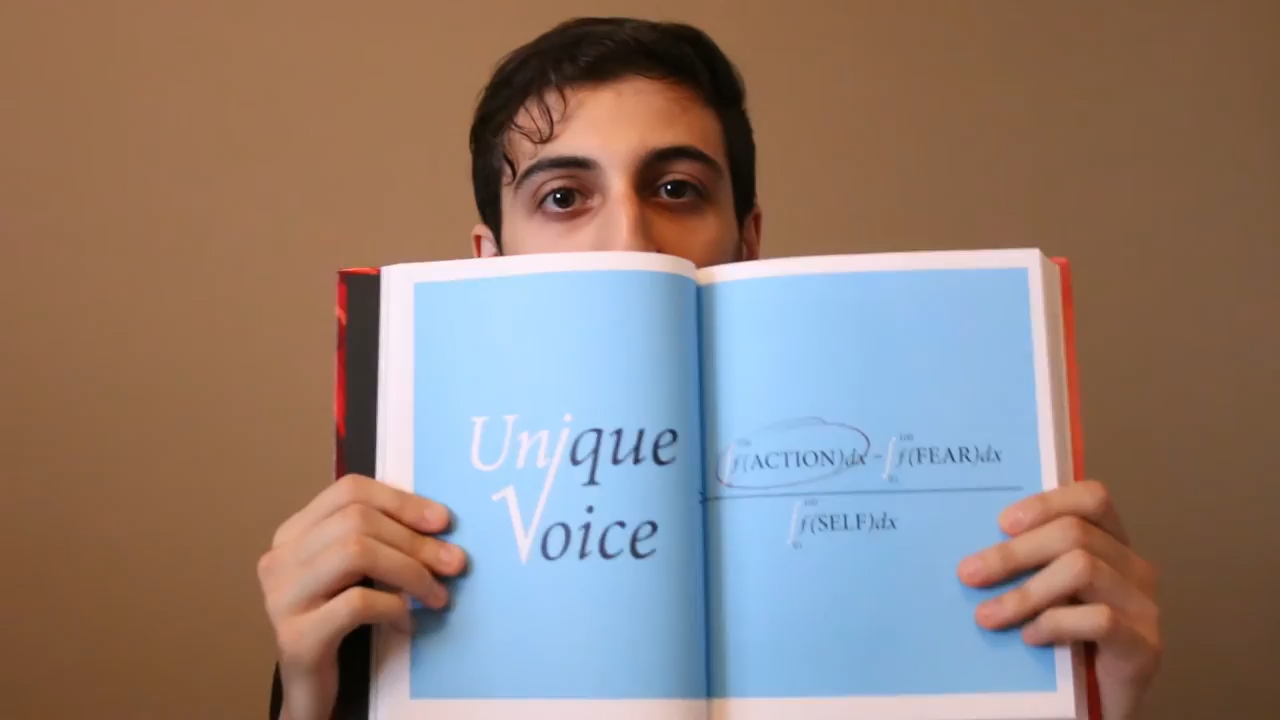 Unique
Voice
∫f(ACTION)dx - ∫f(FEAR)dx
∫f(SELF)dx